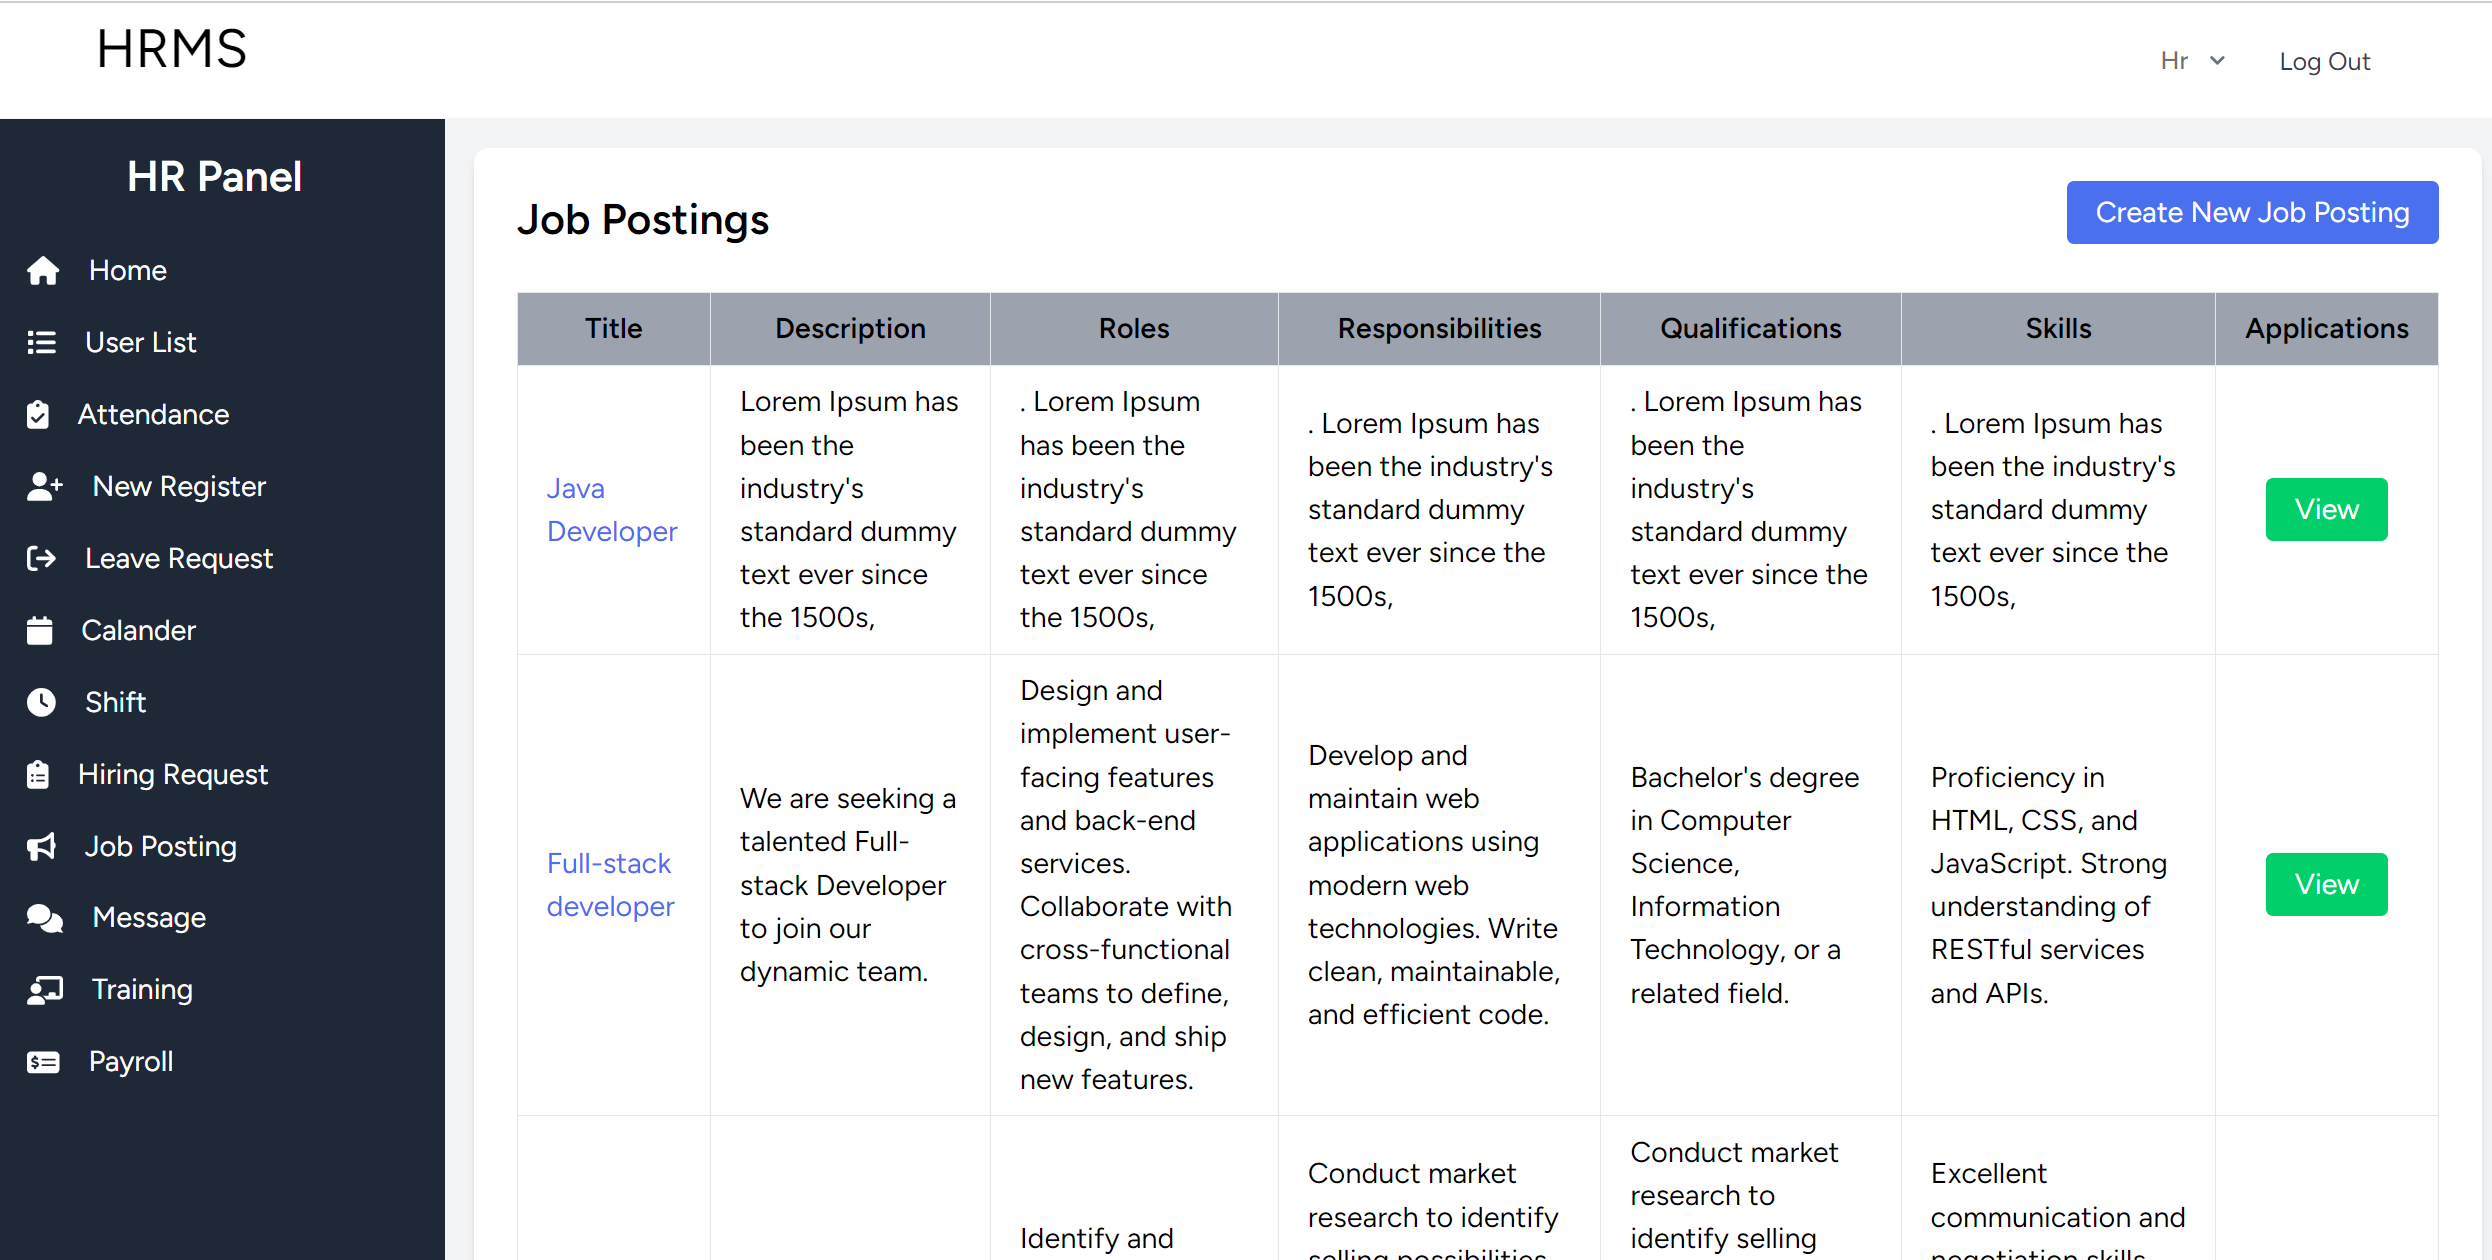 HRMS
Hr
Log Out
HR Panel
Home
User List
Attendance
New Register
Leave Request
Calander
Shift
Hiring Request
Job Posting
Message
Training
Payroll
Job Postings
Create New Job Posting
Title
Description
Roles
Responsibilities
Qualifications
Skills
Applications
Java
Developer
Lorem Ipsum has
been the
industry's
standard dummy
text ever since
the 1500s,
. Lorem Ipsum
has been the
industry's
standard dummy
text ever since
the 1500s,
. Lorem Ipsum has
been the industry's
standard dummy
text ever since the
1500s,
. Lorem Ipsum has
been the
industry's
standard dummy
text ever since the
1500s,
. Lorem Ipsum has
been the industry's
standard dummy
text ever since the
1500s,
View
Full-stack
developer
We are seeking a
talented Full-
stack Developer
to join our
dynamic team.
Design and
implement user-
facing features
and back-end
services.
Collaborate with
cross-functional
teams to define,
design, and ship
new features.
Develop and
maintain web
applications using
modern web
technologies. Write
clean, maintainable,
and efficient code.
Bachelor's degree
in Computer
Science,
Information
Technology, or a
related field.
Proficiency in
HTML, CSS, and
JavaScript. Strong
understanding of
RESTful services
and APIs.
View
Identify and
Conduct market
research to identify
selling possibilities
Conduct market
research to
identify selling
Excellent
communication and
negotiation skills